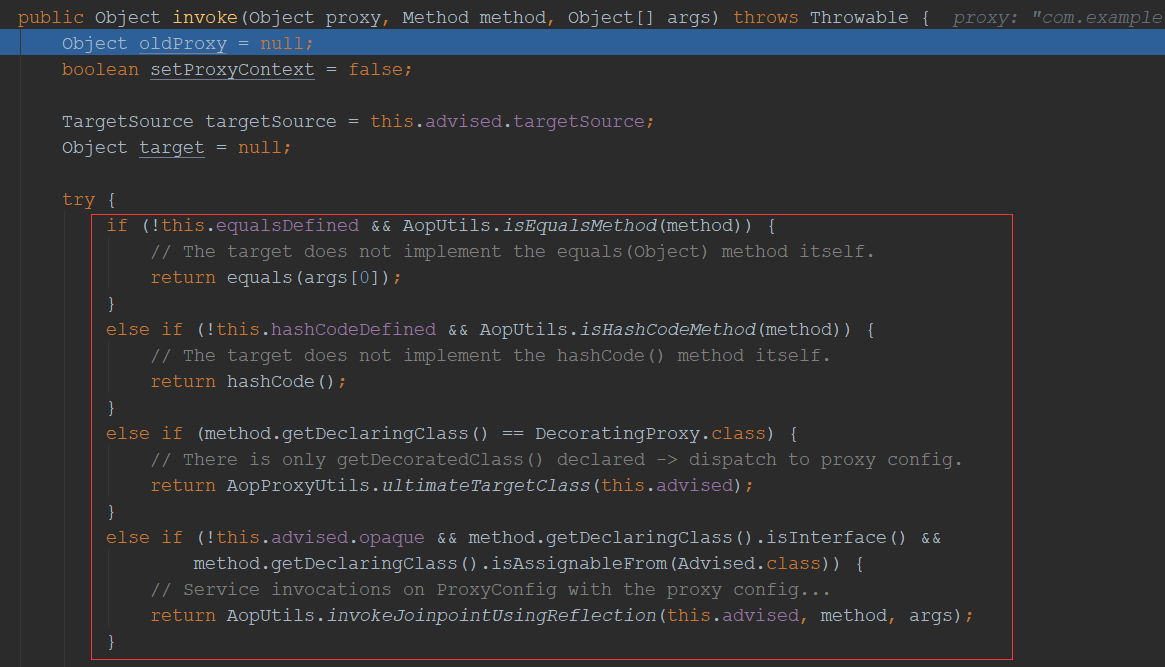 public Object invoke(Object proxy, Method method, Object[] args) throws Throwable {  proxy: "com.example
    Object oldProxy = null;
    boolean setProxyContext = false;

    TargetSource targetSource = this.advised.targetSource;
    Object target = null;

    try {
        if (!this.equalsDefined && AopUtils.isEqualsMethod(method)) {
            // The target does not implement the equals(Object) method itself.
            return equals(args[0]);
        }
        else if (!this.hashCodeDefined && AopUtils.isHashCodeMethod(method)) {
            // The target does not implement the hashCode() method itself.
            return hashCode();
        }
        else if (method.getDeclaringClass() == DecoratingProxy.class) {
            // There is only getDecoratedClass() declared -> dispatch to proxy config.
            return AopProxyUtils.ultimateTargetClass(this.advised);
        }
        else if (!this.advised.opaque && method.getDeclaringClass().isInterface() &&
                method.getDeclaringClass().isAssignableFrom(Advised.class)) {
            // Service invocations on ProxyConfig with the proxy config...
            return AopUtils.invokeJoinpointUsingReflection(this.advised, method, args);
        }